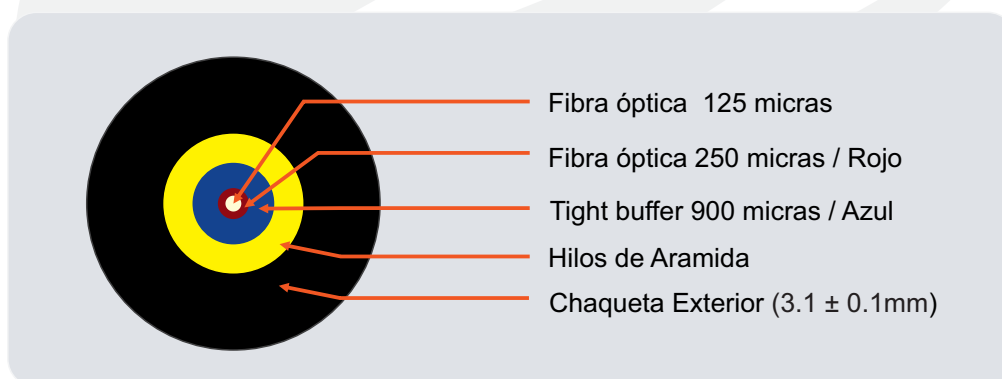 Fibra óptica  125 micras
Fibra óptica 250 micras / Rojo
Tight buffer 900 micras / Azul
Hilos de Aramida
Chaqueta Exterior (3.1 ± 0.1mm)